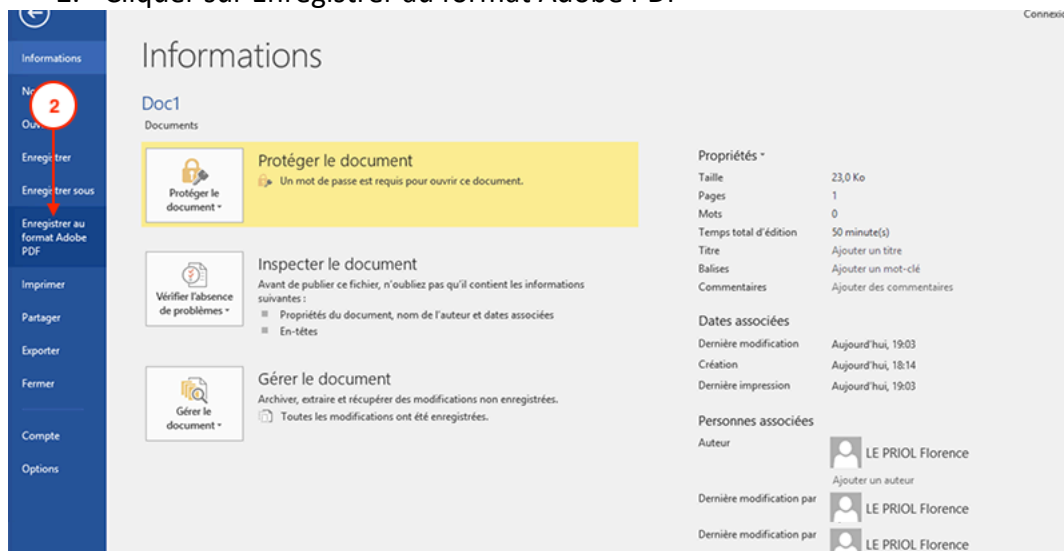 2. Cliquer sur Enregistrer au format Adobe PDF
Connexio
Informations
Informations
2
Doc1
Documents
Enregistrer
Enregistrer sous
Enregistrer au
format Adobe
PDF
Imprimer
Partager
Exporter
Fermer
Compte
Options
Protéger le
document
Protéger le document
Un mot de passe est requis pour ouvrir ce document.
Vérifier l'absence
de problèmes
Inspecter le document
Avant de publier ce fichier, n'oubliez pas qu'il contient les informations
suivantes :
Propriétés du document, nom de l'auteur et dates associées
En-têtes
Gérer le
document
Gérer le document
Archiver, extraire et récupérer des modifications non enregistrées.
Toutes les modifications ont été enregistrées.
Propriétés
Taille 23,0 Ko
Pages 1
Mots 0
Temps total d'édition 50 minute(s)
Titre Ajouter un titre
Balises Ajouter un mot-clé
Commentaires Ajouter des commentaires
Dates associées
Dernière modification Aujourd'hui, 19:03
Création Aujourd'hui, 18:14
Dernière impression Aujourd'hui, 19:03
Personnes associées
Auteur LE PRIOL Florence
Ajouter un auteur
Dernière modification par LE PRIOL Florence
Dernière modification par LE PRIOL Florence